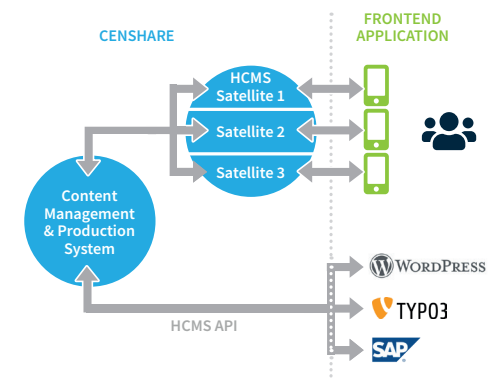 CENSHARE
FRONTEND
APPLICATION
HCMS
Satellite 1
Satellite 2
Satellite 3
Content
Management
& Production
System
HCMS API
WORDPRESS
TYPO3
SAP